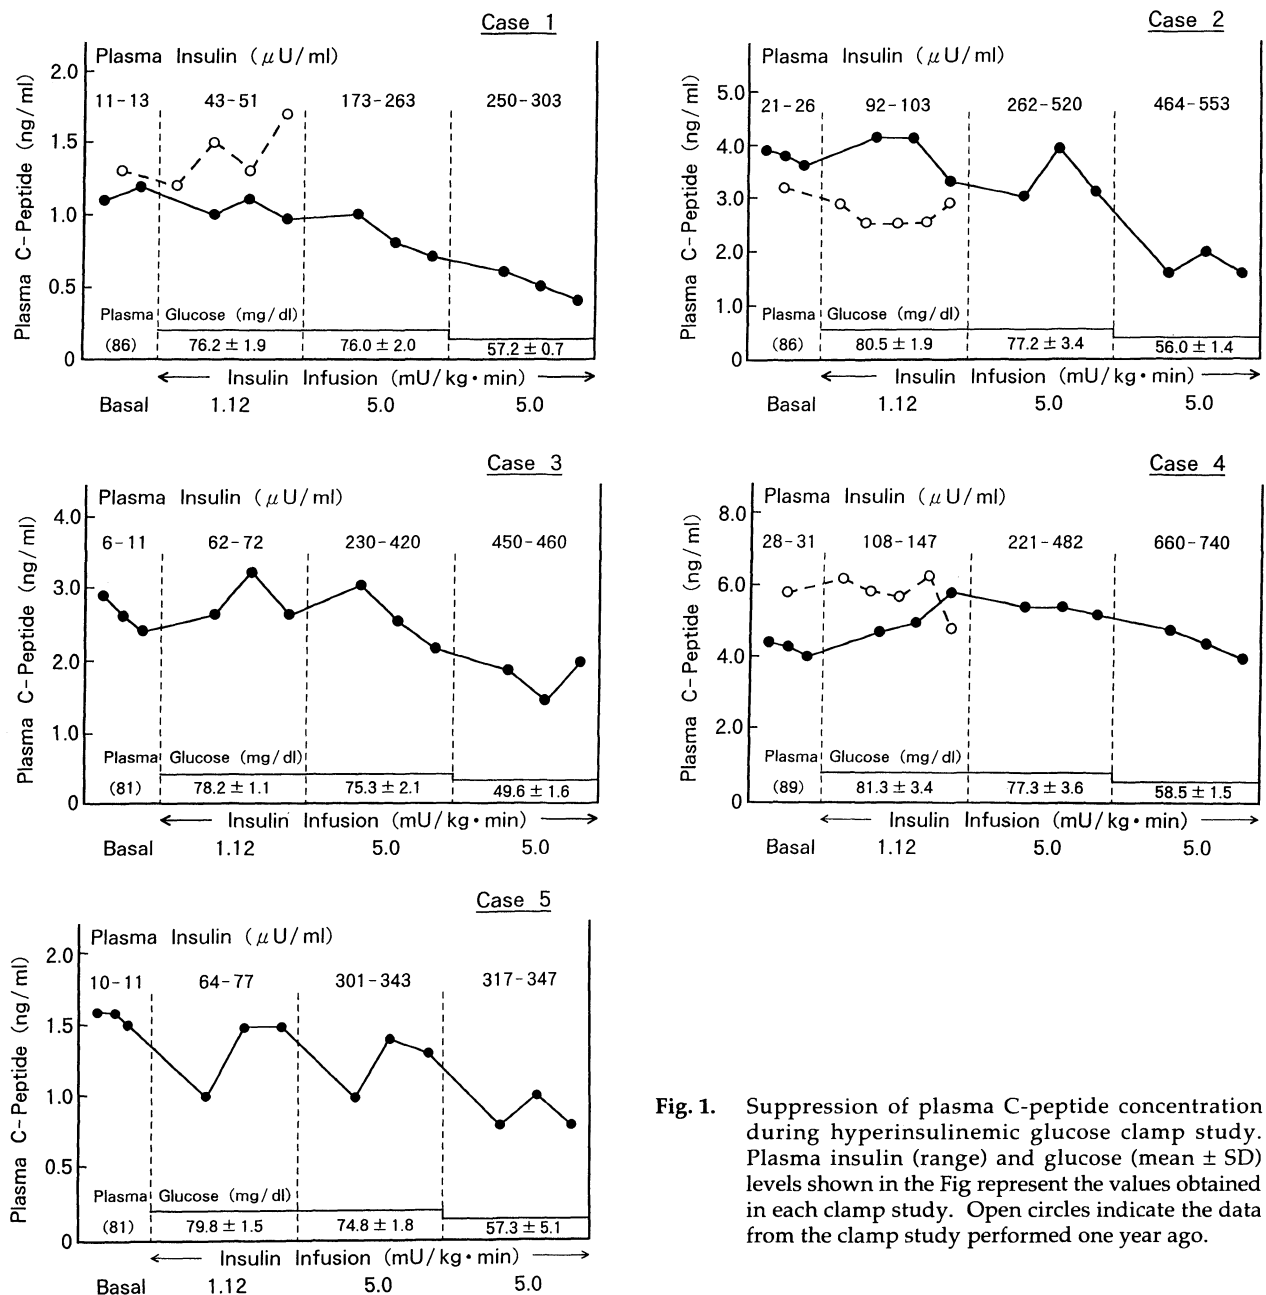 Case 1
Plasma Insulin (μU/ml)
11-13 43-51 173-263 250-303
Plasma C-Peptide (ng/ml)
2.0
1.5
1.0
0.5
0
Plasma Glucose (mg/dl)
(86) 76.2 ± 1.9 76.0 ± 2.0 57.2 ± 0.7
Insulin Infusion (mU/kg·min)
Basal 1.12 5.0 5.0
Case 2
Plasma Insulin (μU/ml)
21-26 92-103 262-520 464-553
Plasma C-Peptide (ng/ml)
5.0
4.0
3.0
2.0
1.0
0
Plasma Glucose (mg/dl)
(86) 80.5 ± 1.9 77.2 ± 3.4 56.0 ± 1.4
Insulin Infusion (mU/kg·min)
Basal 1.12 5.0 5.0
Case 3
Plasma Insulin (μU/ml)
6-11 62-72 230-420 450-460
Plasma C-Peptide (ng/ml)
4.0
3.0
2.0
1.0
0
Plasma Glucose (mg/dl)
(81) 78.2 ± 1.1 75.3 ± 2.1 49.6 ± 1.6
Insulin Infusion (mU/kg·min)
Basal 1.12 5.0 5.0
Case 4
Plasma Insulin (μU/ml)
28-31 108-147 221-482 660-740
Plasma C-Peptide (ng/ml)
8.0
6.0
4.0
2.0
0
Plasma Glucose (mg/dl)
(89) 81.3 ± 3.4 77.3 ± 3.6 58.5 ± 1.5
Insulin Infusion (mU/kg·min)
Basal 1.12 5.0 5.0
Case 5
Plasma Insulin (μU/ml)
10-11 64-77 301-343 317-347
Plasma C-Peptide (ng/ml)
2.0
1.5
1.0
0.5
0
Plasma Glucose (mg/dl)
(81) 79.8 ± 1.5 74.8 ± 1.8 57.3 ± 5.1
Insulin Infusion (mU/kg·min)
Basal 1.12 5.0 5.0
Fig. 1. Suppression of plasma C-peptide concentration
during hyperinsulinemic glucose clamp study.
Plasma insulin (range) and glucose (mean ± SD)
levels shown in the Fig represent the values obtained
in each clamp study. Open circles indicate the data
from the clamp study performed one year ago.